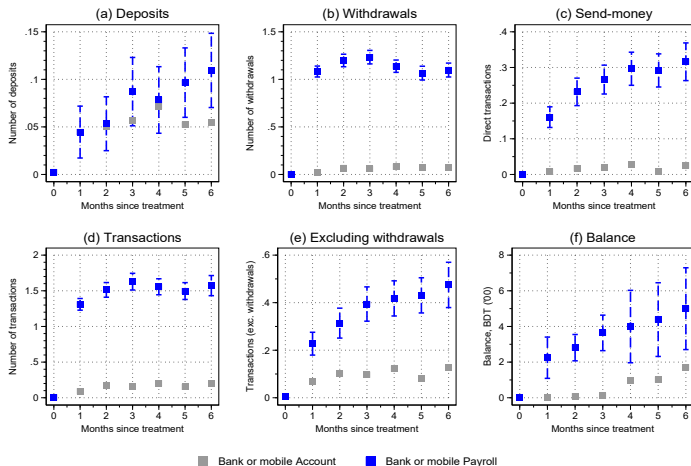 (a) Deposits
Number of deposits
.15
.1
.05
0
0 1 2 3 4 5 6
Months since treatment
(b) Withdrawals
Number of withdrawals
1.5
1
.5
0
0 1 2 3 4 5 6
Months since treatment
(c) Send-money
Direct transactions
.4
.3
.2
.1
0
0 1 2 3 4 5 6
Months since treatment
(d) Transactions
Number of transactions
2
1.5
1
.5
0
0 1 2 3 4 5 6
Months since treatment
(e) Excluding withdrawals
Transactions (exc. withdrawals)
.6
.4
.2
0
0 1 2 3 4 5 6
Months since treatment
(f) Balance
Balance, BDT ('00)
8
6
4
2
0
0 1 2 3 4 5 6
Months since treatment
Bank or mobile Account Bank or mobile Payroll